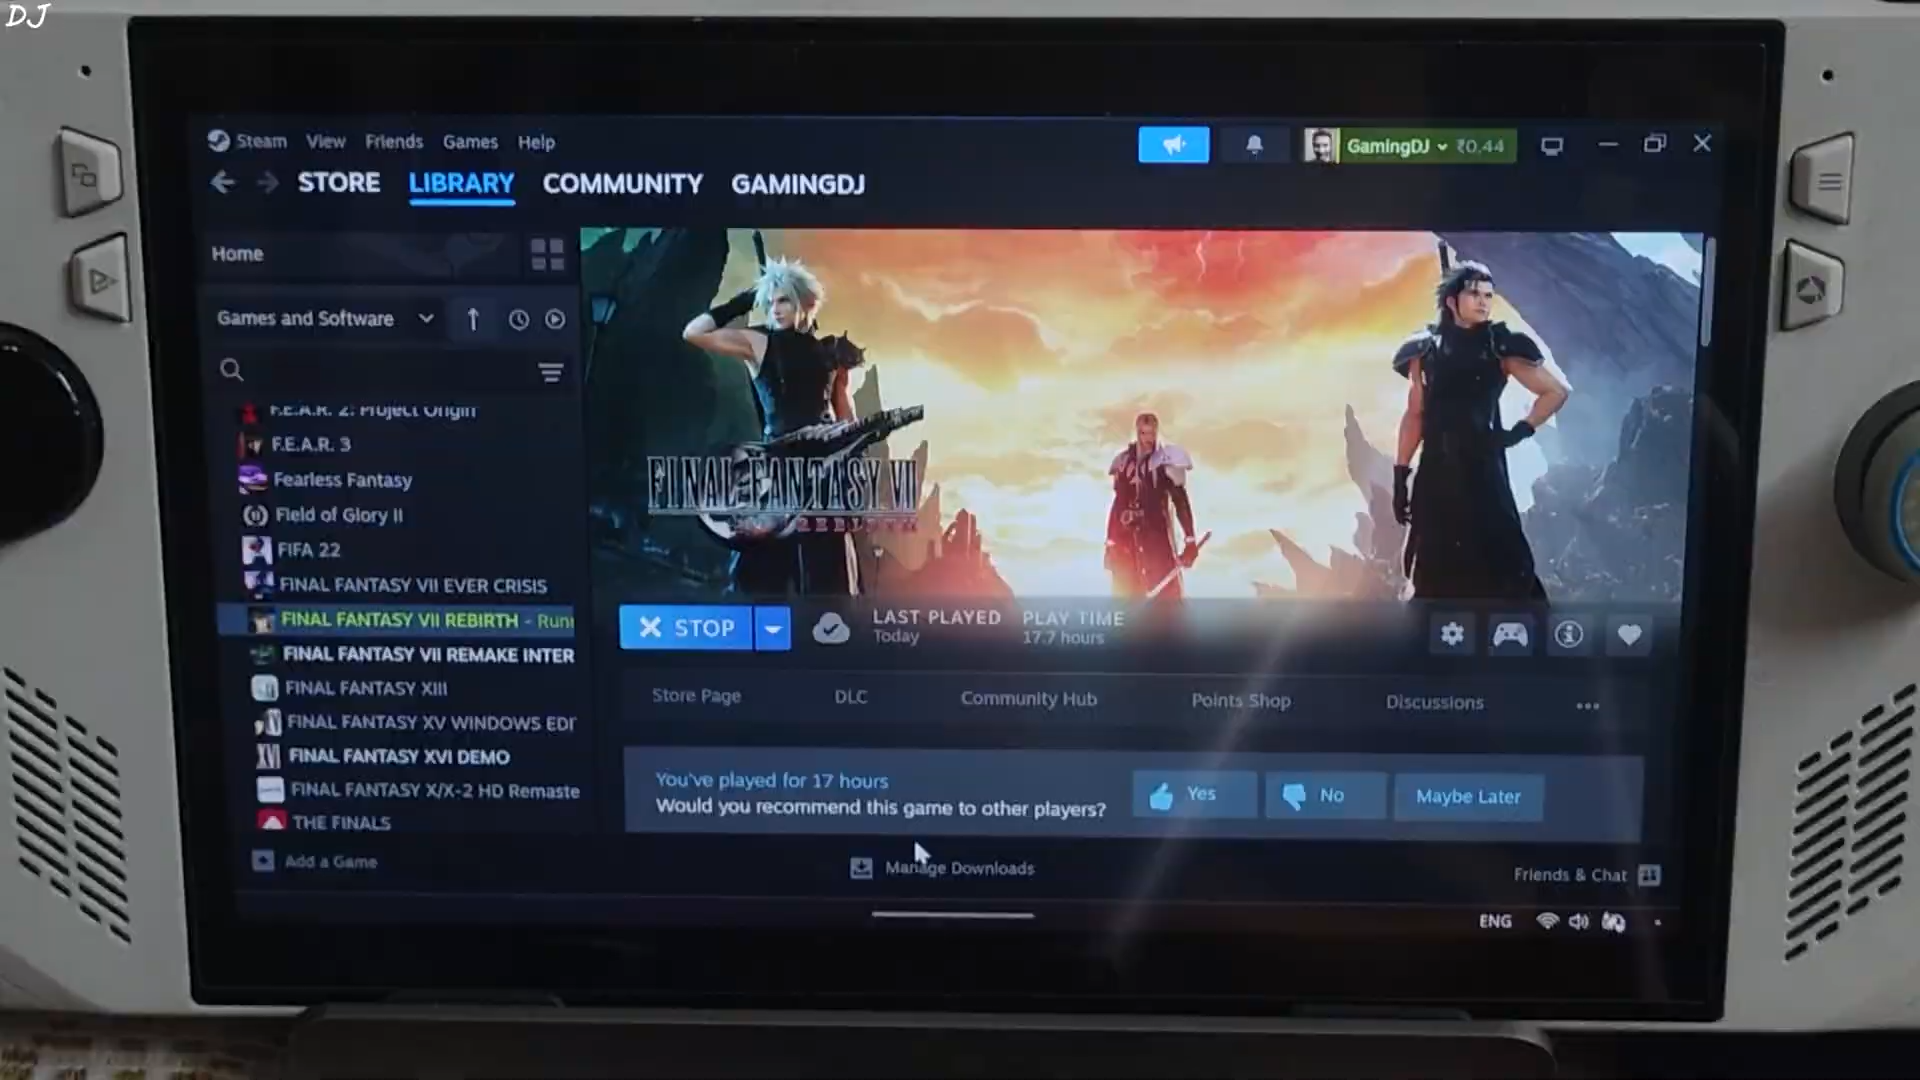 DJ
Steam View Friends Games Help
GamingDJ ₹0.44
STORE LIBRARY COMMUNITY GAMINGDJ
Home
Games and Software
F.E.A.R. 2: Project Origin
F.E.A.R. 3
Fearless Fantasy
Field of Glory II
FIFA 22
FINAL FANTASY VII EVER CRISIS
FINAL FANTASY VII REBIRTH - Runn
FINAL FANTASY VII REMAKE INTER
FINAL FANTASY XIII
FINAL FANTASY XV WINDOWS EDI
FINAL FANTASY XVI DEMO
FINAL FANTASY X/X-2 HD Remaste
THE FINALS
Add a Game
FINAL FANTASY VII
REBIRTH
STOP
LAST PLAYED
Today
PLAY TIME
17.7 hours
Store Page DLC Community Hub Points Shop Discussions ...
You've played for 17 hours
Would you recommend this game to other players?
Yes No Maybe Later
Manage Downloads
Friends & Chat
ENG